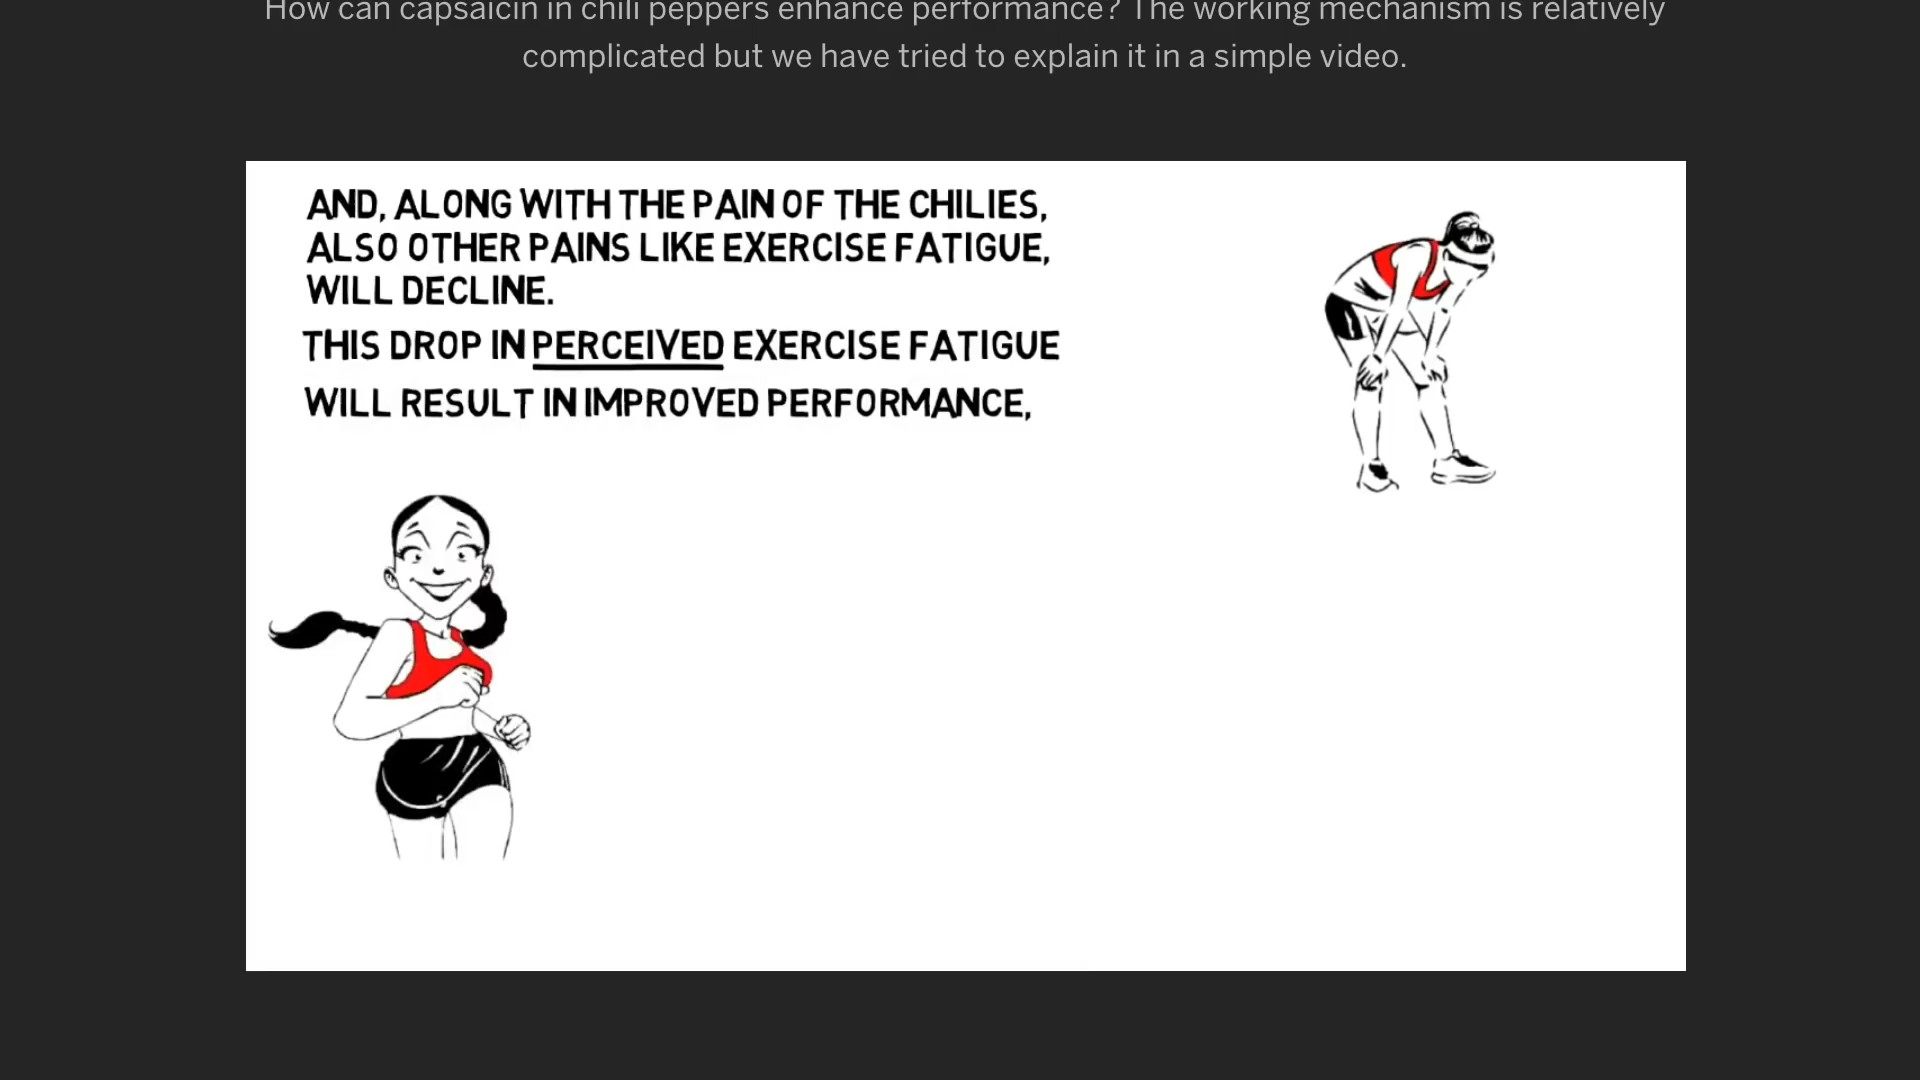 How can capsaicin in chili peppers enhance performance? The working mechanism is relatively
complicated but we have tried to explain it in a simple video.
AND, ALONG WITH THE PAIN OF THE CHILIES,
ALSO OTHER PAINS LIKE EXERCISE FATIGUE,
WILL DECLINE.
THIS DROP IN PERCEIVED EXERCISE FATIGUE
WILL RESULT IN IMPROVED PERFORMANCE,